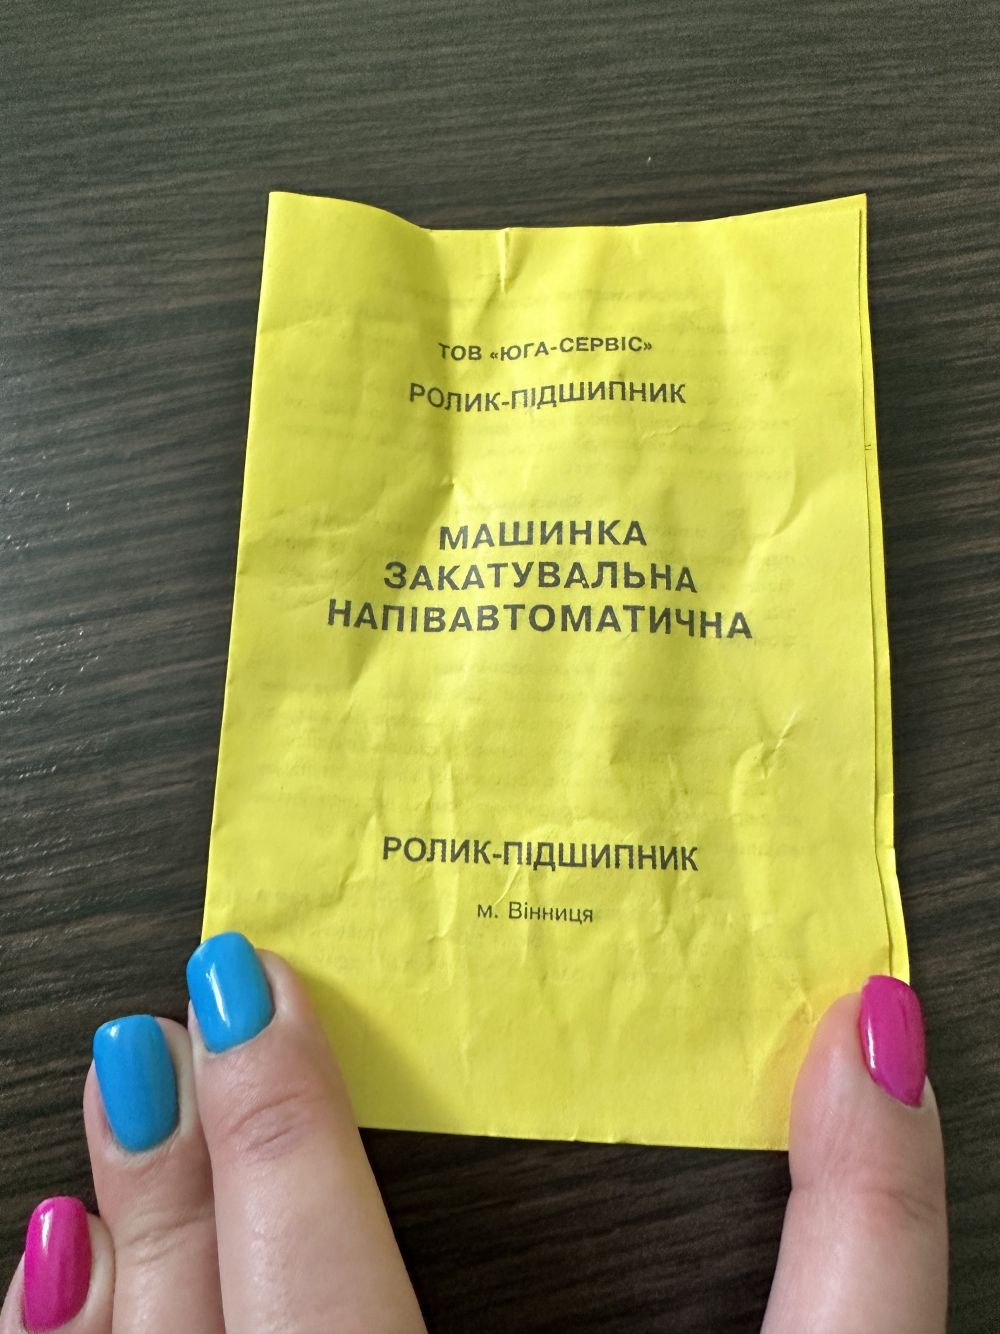 ТОВ «ЮГА-СЕРВІС»
РОЛИК-ПІДШИПНИК
МАШИНКА
ЗАКАТУВАЛЬНА
НАПІВАВТОМАТИЧНА
РОЛИК-ПІДШИПНИК
м. Вінниця